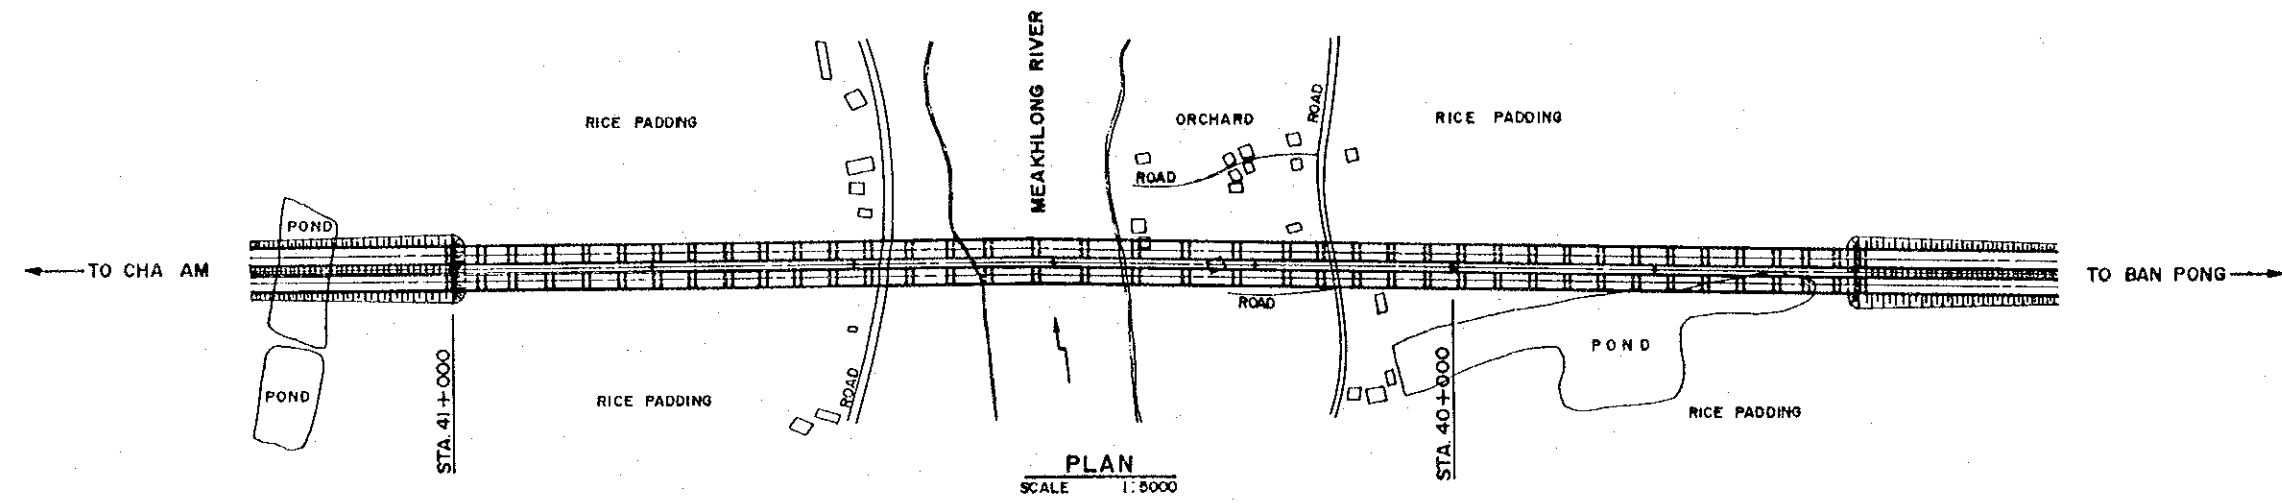 MEAKHLONG RIVER
RICE PADDING
ORCHARD
ROAD
RICE PADDING
ROAD
POND
TO CHA AM
TO BAN PONG
ROAD
POND
STA. 41+000
POND
RICE PADDING
ROAD
STA. 40+000
RICE PADDING
PLAN
SCALE 1:5000